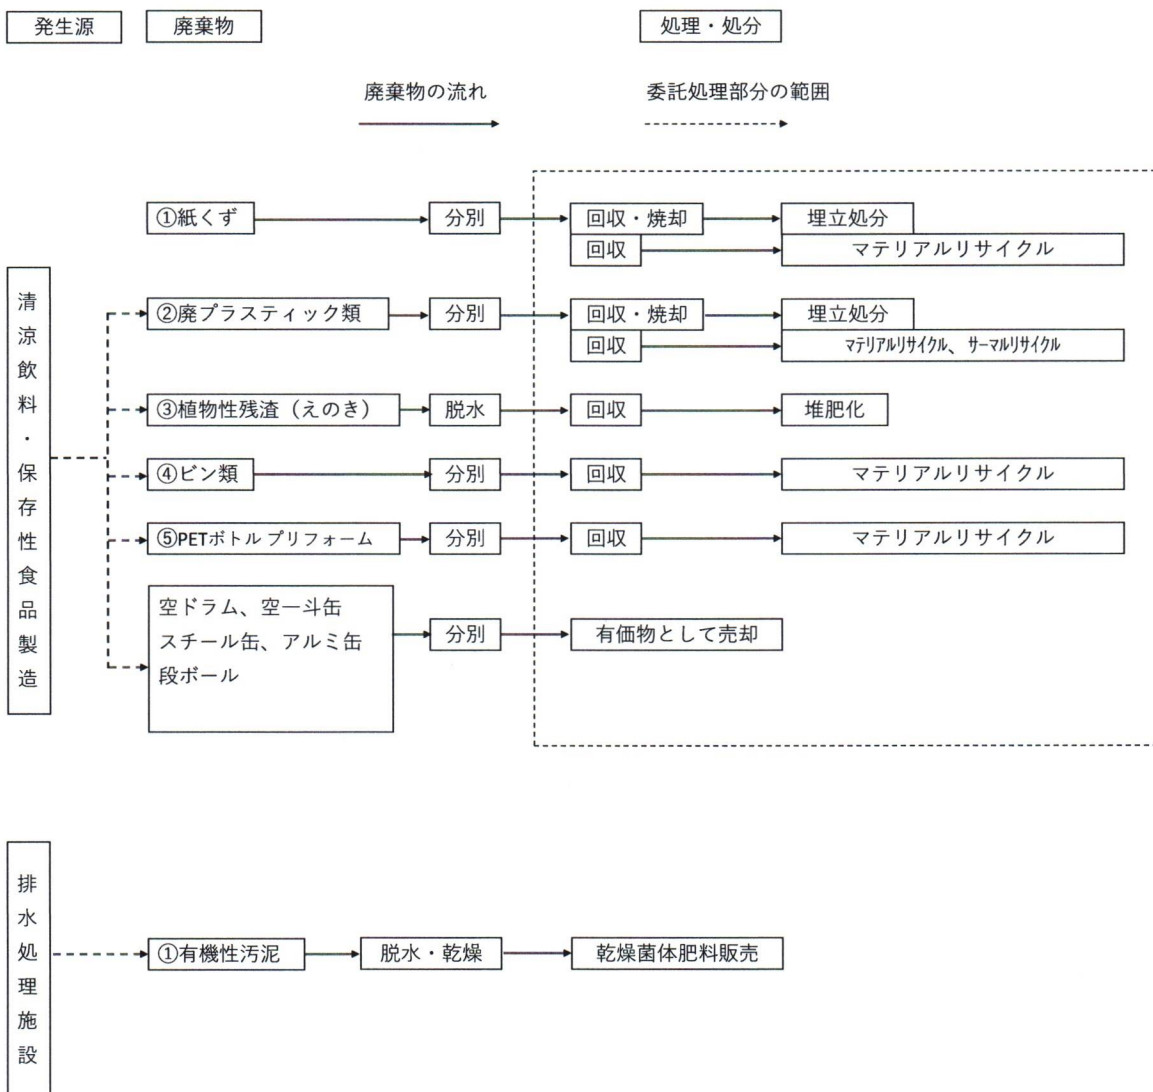 発生源
廃棄物
処理・処分
廃棄物の流れ
委託処理部分の範囲
清涼飲料・保存性食品製造
①紙くず
分別
回収・焼却
埋立処分
回収
マテリアルリサイクル
②廃プラスティック類
分別
回収・焼却
埋立処分
回収
マテリアルリサイクル、サーマルリサイクル
③植物性残渣（えのき）
脱水
回収
堆肥化
④ビン類
分別
回収
マテリアルリサイクル
⑤PETボトル プリフォーム
分別
回収
マテリアルリサイクル
空ドラム、空一斗缶
スチール缶、アルミ缶
段ボール
分別
有価物として売却
排水処理施設
①有機性汚泥
脱水・乾燥
乾燥菌体肥料販売